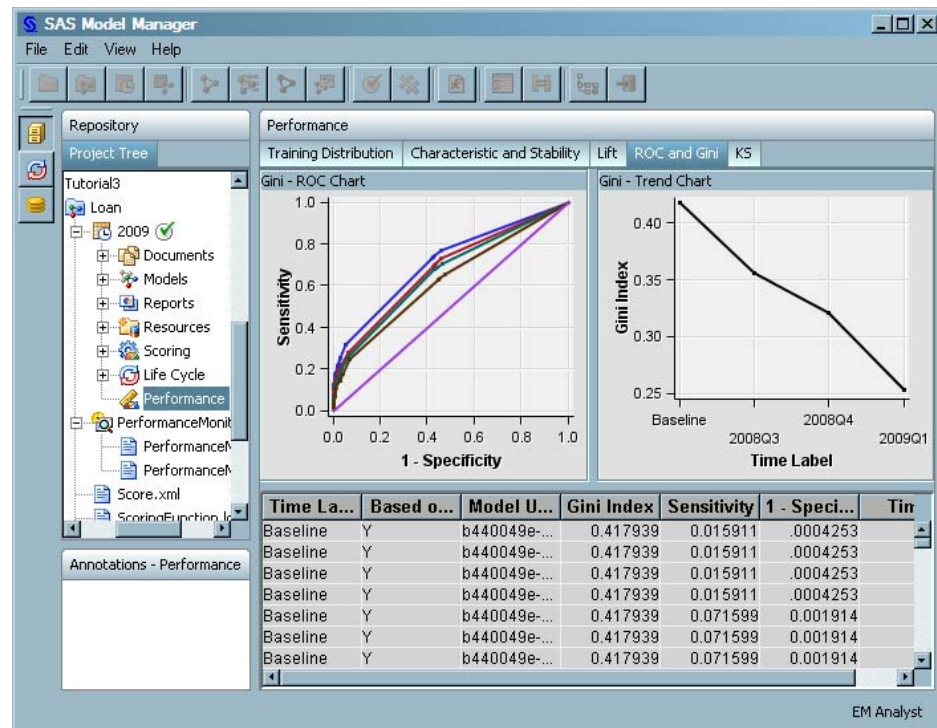 SAS Model Manager
File Edit View Help
Repository
Project Tree
Tutorial3
Loan
2009
Documents
Models
Reports
Resources
Scoring
Life Cycle
Performance
PerformanceMonit
PerformanceM
PerformanceM
Score.xml
ScoringFunction.lo
Annotations - Performance
Performance
Training Distribution Characteristic and Stability Lift ROC and Gini KS
Gini - ROC Chart
Sensitivity
1.0
0.8
0.6
0.4
0.2
0.0
0.0 0.2 0.4 0.6 0.8 1.0
1 - Specificity
Gini - Trend Chart
Gini Index
0.40
0.35
0.30
0.25
Baseline 2008Q3 2008Q4 2009Q1
Time Label
Time La... Based o... Model U... Gini Index Sensitivity 1 - Speci... Tim
Baseline Y b440049e-... 0.417939 0.015911 .0004253
Baseline Y b440049e-... 0.417939 0.015911 .0004253
Baseline Y b440049e-... 0.417939 0.015911 .0004253
Baseline Y b440049e-... 0.417939 0.015911 .0004253
Baseline Y b440049e-... 0.417939 0.071599 0.001914
Baseline Y b440049e-... 0.417939 0.071599 0.001914
Baseline Y b440049e-... 0.417939 0.071599 0.001914
EM Analyst